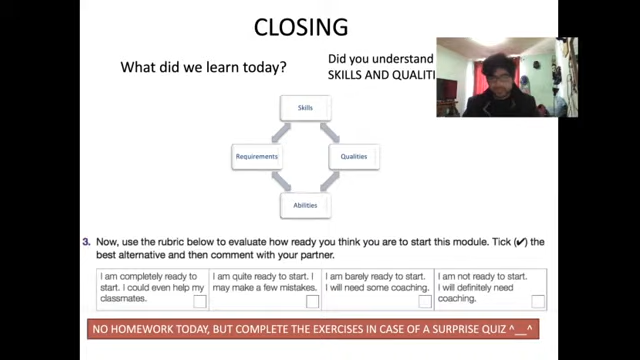 CLOSING
What did we learn today?
Did you understand
SKILLS AND
Skills
Requirements
Qualities
Abilities
3. Now, use the rubric below to evaluate how ready you think you are to start this module. Tick (✔) the
best alternative and then comment with your partner.
I am completely ready to
start. I could even help my
classmates.
I am quite ready to start. I
may make a few mistakes.
I am barely ready to start.
I will need some coaching.
I am not ready to start.
I will definitely need
coaching.
NO HOMEWORK TODAY, BUT COMPLETE THE EXERCISES IN CASE OF A SURPRISE QUIZ ^__^